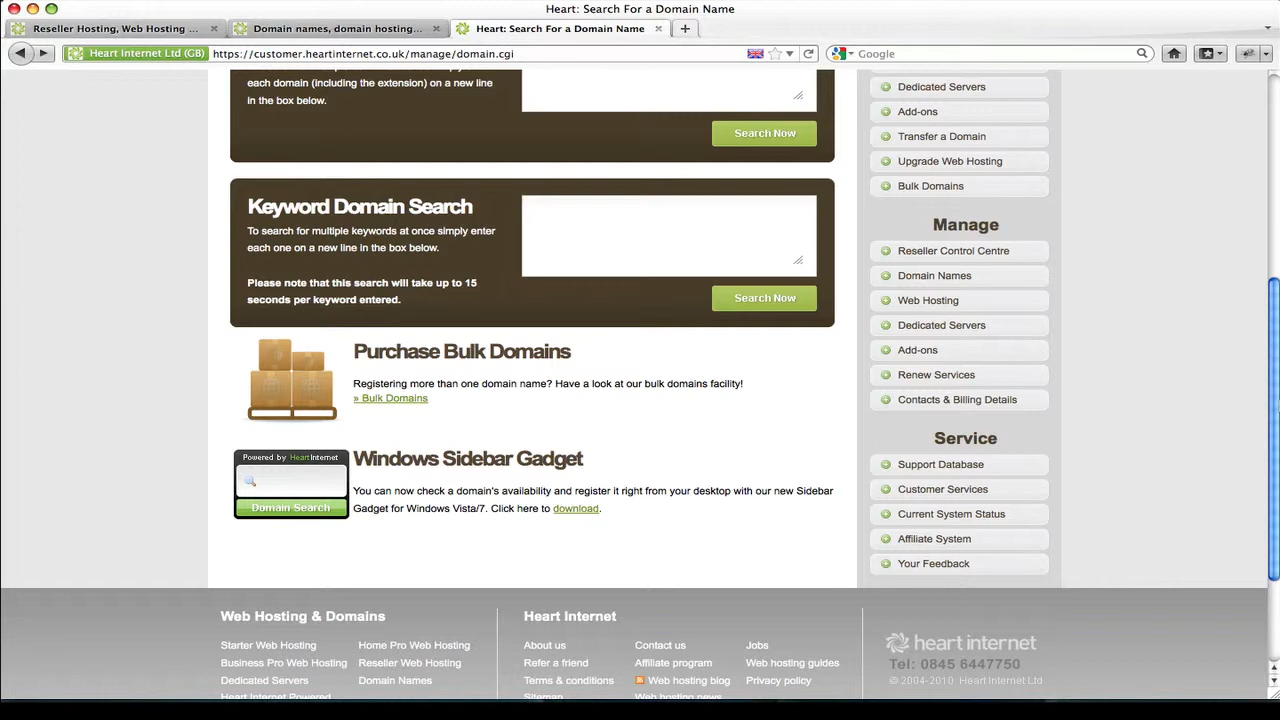 Heart: Search For a Domain Name
Reseller Hosting, Web Hosting ...
Domain names, domain hosting...
Heart: Search For a Domain Name
Heart Internet Ltd (GB)
https://customer.heartinternet.co.uk/manage/domain.cgi
Google
each domain (including the extension) on a new line
in the box below.
Search Now
Keyword Domain Search
To search for multiple keywords at once simply enter
each one on a new line in the box below.
Please note that this search will take up to 15
seconds per keyword entered.
Search Now
Purchase Bulk Domains
Registering more than one domain name? Have a look at our bulk domains facility!
» Bulk Domains
Powered by HeartInternet
Domain Search
Windows Sidebar Gadget
You can now check a domain's availability and register it right from your desktop with our new Sidebar
Gadget for Windows Vista/7. Click here to download.
Dedicated Servers
Add-ons
Transfer a Domain
Upgrade Web Hosting
Bulk Domains
Manage
Reseller Control Centre
Domain Names
Web Hosting
Dedicated Servers
Add-ons
Renew Services
Contacts & Billing Details
Service
Support Database
Customer Services
Current System Status
Affiliate System
Your Feedback
Web Hosting & Domains
Starter Web Hosting
Home Pro Web Hosting
Business Pro Web Hosting
Reseller Web Hosting
Dedicated Servers
Domain Names
Heart Internet Powered
Heart Internet
About us
Contact us
Jobs
Refer a friend
Affiliate program
Web hosting guides
Terms & conditions
Web hosting blog
Privacy policy
Sitemap
Web hosting news
heart internet
Tel: 0845 6447750
© 2004-2010 Heart Internet Ltd